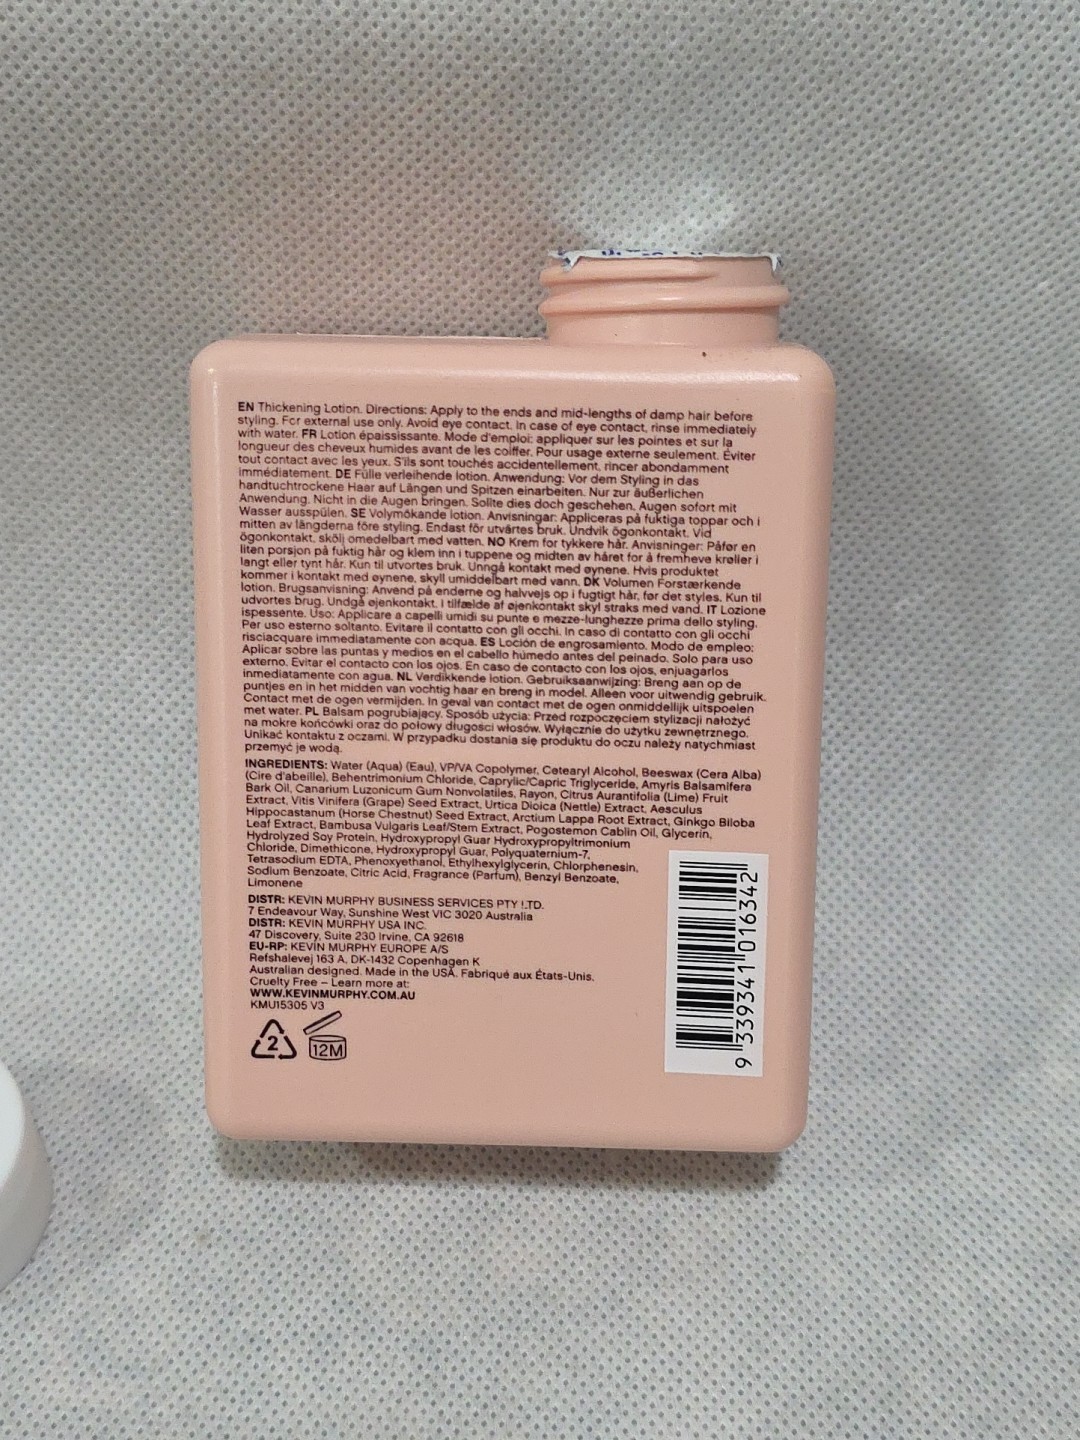 EN Thickening Lotion. Directions: Apply to the ends and mid-lengths of damp hair before
styling. For external use only. Avoid eye contact. In case of eye contact, rinse immediately
with water. FR Lotion épaississante. Mode d'emploi: appliquer sur les pointes et sur la
longueur des cheveux humides avant de les coiffer. Pour usage externe seulement. Éviter
tout contact avec les yeux. S'ils sont touchés accidentellement, rincer abondamment
immédiatement. DE Fülle verleihende lotion. Anwendung: Vor dem Styling in das
handtuchtrockene Haar auf Längen und Spitzen einarbeiten. Nur zur äußerlichen
Anwendung. Nicht in die Augen bringen. Sollte dies doch geschehen, Augen sofort mit
Wasser ausspülen. SE Volymökande lotion. Anvisningar: Appliceras på fuktiga toppar och i
mitten av längderna före styling. Endast för utvärtes bruk. Undvik ögonkontakt. Vid
ögonkontakt, skölj omedelbart med vatten. NO Krem for tykkere hår. Anvisninger: Påfør en
liten porsjon på fuktig hår og klem inn i tuppene og midten av håret for å fremheve krøller i
langt eller tynt hår. Kun til utvortes bruk. Unngå kontakt med øynene. Hvis produktet
kommer i kontakt med øynene, skyll umiddelbart med vann. DK Volumen Forstærkende
lotion. Brugsanvisning: Anvend på enderne og halvvejs op i fugtigt hår, før det styles. Kun til
udvortes brug. Undgå øjenkontakt, i tilfælde af øjenkontakt skyl straks med vand. IT Lozione
ispessente. Uso: Applicare a capelli umidi su punte e mezze-lunghezze prima dello styling.
Per uso esterno soltanto. Evitare il contatto con gli occhi. In caso di contatto con gli occhi
risciacquare immediatamente con acqua. ES Loción de engrosamiento. Modo de empleo:
Aplicar sobre las puntas y medios en el cabello húmedo antes del peinado. Solo para uso
externo. Evitar el contacto con los ojos. En caso de contacto con los ojos, enjuagarlos
inmediatamente con agua. NL Verdikkende lotion. Gebruiksaanwijzing: Breng aan op de
puntjes en in het midden van vochtig haar en breng in model. Alleen voor uitwendig gebruik.
Contact met de ogen vermijden. In geval van contact met de ogen onmiddellijk uitspoelen
met water. PL Balsam pogrubiający. Sposób użycia: Przed rozpoczęciem stylizacji nałożyć
na mokre końcówki oraz do połowy długości włosów. Wyłącznie do użytku zewnętrznego.
Unikać kontaktu z oczami. W przypadku dostania się produktu do oczu należy natychmiast
przemyć je wodą.
INGREDIENTS: Water (Aqua) (Eau), VP/VA Copolymer, Cetearyl Alcohol, Beeswax (Cera Alba)
(Cire d'abeille), Behentrimonium Chloride, Caprylic/Capric Triglyceride, Amyris Balsamifera
Bark Oil, Canarium Luzonicum Gum Nonvolatiles, Rayon, Citrus Aurantifolia (Lime) Fruit
Extract, Vitis Vinifera (Grape) Seed Extract, Urtica Dioica (Nettle) Extract, Aesculus
Hippocastanum (Horse Chestnut) Seed Extract, Arctium Lappa Root Extract, Ginkgo Biloba
Leaf Extract, Bambusa Vulgaris Leaf/Stem Extract, Pogostemon Cablin Oil, Glycerin,
Hydrolyzed Soy Protein, Hydroxypropyl Guar Hydroxypropyltrimonium
Chloride, Dimethicone, Hydroxypropyl Guar, Polyquaternium-7,
Tetrasodium EDTA, Phenoxyethanol, Ethylhexylglycerin, Chlorphenesin,
Sodium Benzoate, Citric Acid, Fragrance (Parfum), Benzyl Benzoate,
Limonene
DISTR: KEVIN MURPHY BUSINESS SERVICES PTY LTD.
7 Endeavour Way, Sunshine West VIC 3020 Australia
DISTR: KEVIN MURPHY USA INC.
47 Discovery, Suite 230 Irvine, CA 92618
EU-RP: KEVIN MURPHY EUROPE A/S
Refshalevej 163 A, DK-1432 Copenhagen K
Australian designed. Made in the USA. Fabriqué aux États-Unis.
Cruelty Free – Learn more at:
WWW.KEVINMURPHY.COM.AU
KMU15305 V3
2
12M
9 339341 016342